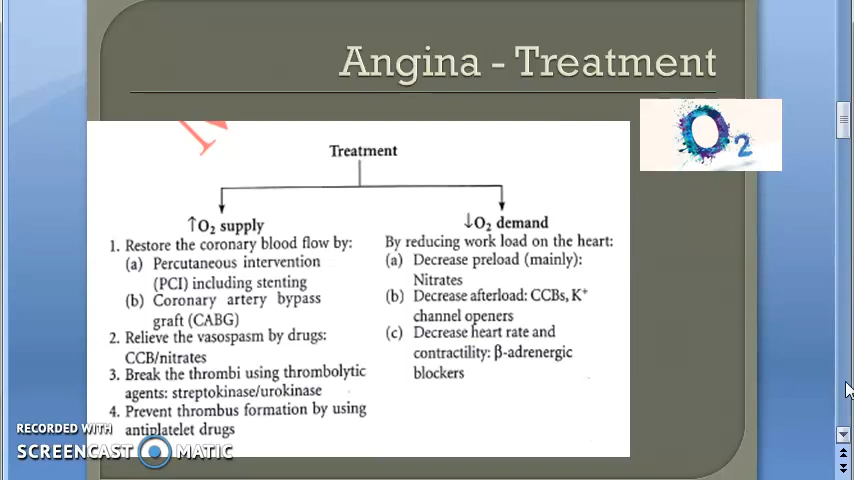 Angina - Treatment
O2
Treatment
↑O₂ supply
1. Restore the coronary blood flow by:
(a) Percutaneous intervention
(PCI) including stenting
(b) Coronary artery bypass
graft (CABG)
2. Relieve the vasospasm by drugs:
CCB/nitrates
3. Break the thrombi using thrombolytic
agents: streptokinase/urokinase
4. Prevent thrombus formation by using
antiplatelet drugs
↓O₂ demand
By reducing work load on the heart:
(a) Decrease preload (mainly):
Nitrates
(b) Decrease afterload: CCBs, K⁺
channel openers
(c) Decrease heart rate and
contractility: β-adrenergic
blockers
RECORDED WITH
SCREENCAST MATIC